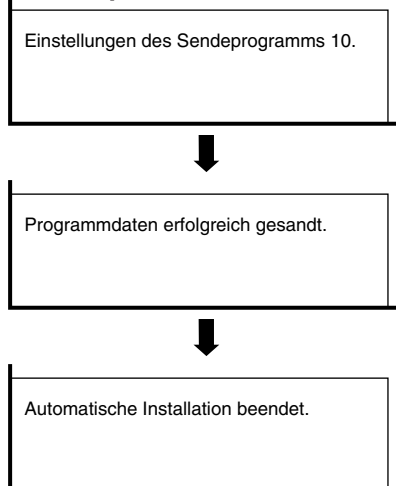 Einstellungen des Sendeprogramms 10.
Programmdaten erfolgreich gesandt.
Automatische Installation beendet.